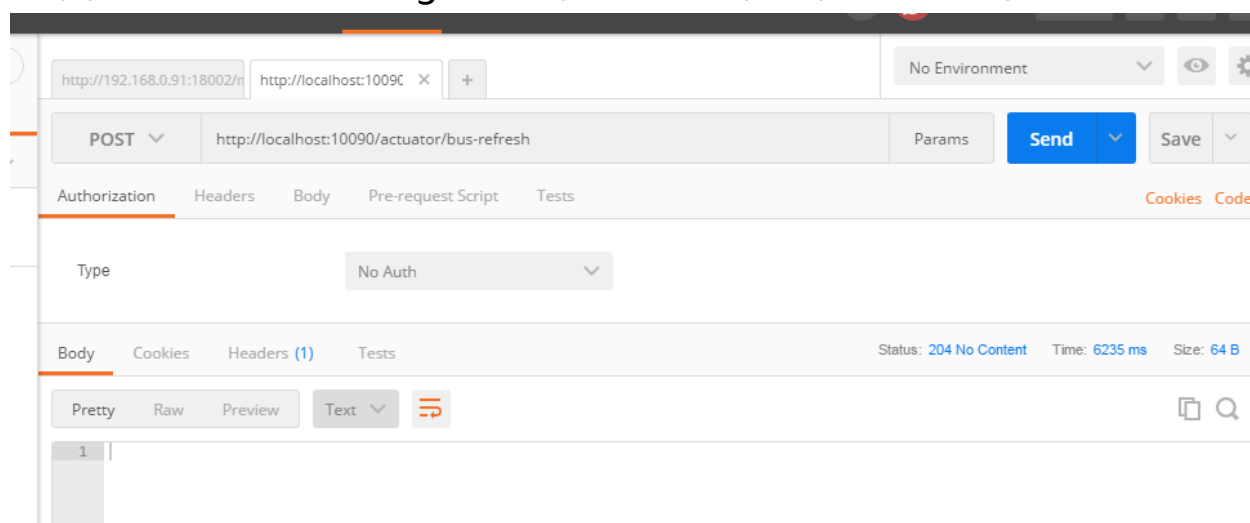 http://192.168.0.91:18002/n http://localhost:1009 No Environment
POST http://localhost:10090/actuator/bus-refresh Params Send Save
Authorization Headers Body Pre-request Script Tests Cookies Code
Type No Auth
Body Cookies Headers (1) Tests Status: 204 No Content Time: 6235 ms Size: 64 B
Pretty Raw Preview Text
1